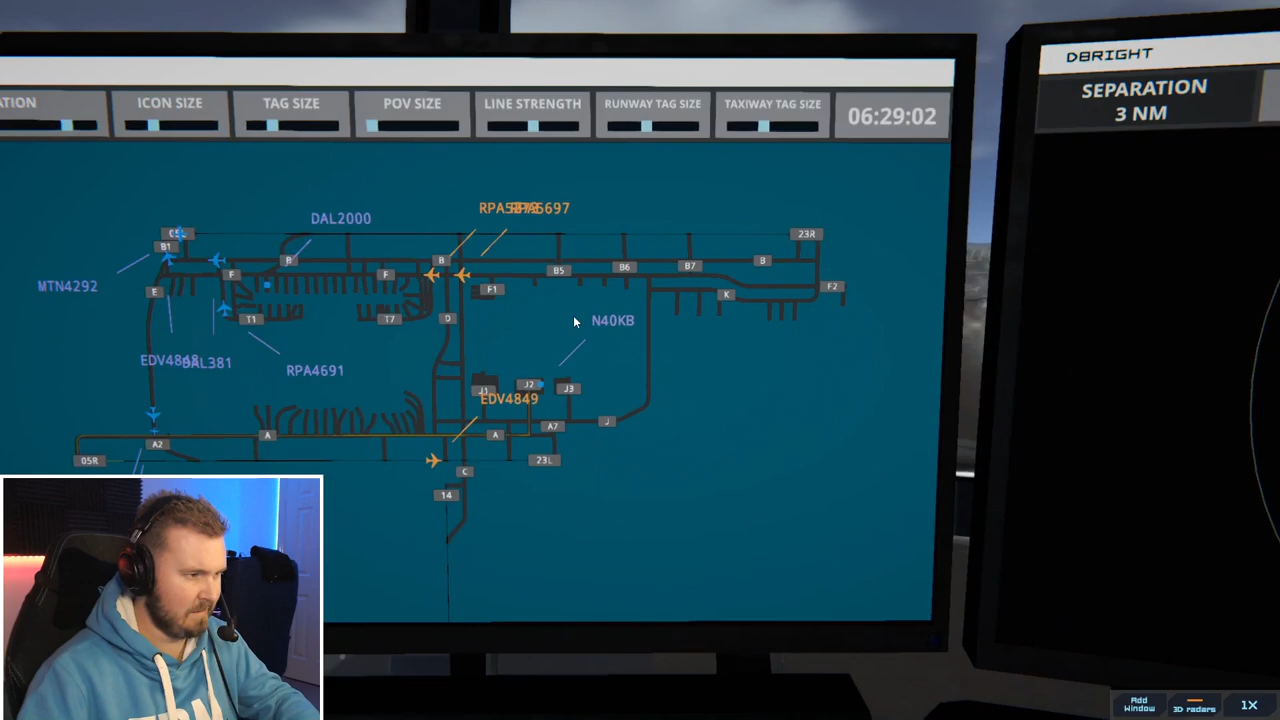 DBRIGHT
ATION
ICON SIZE
TAG SIZE
POV SIZE
LINE STRENGTH
RUNWAY TAG SIZE
TAXIWAY TAG SIZE
06:29:02
SEPARATION
3 NM
DAL2000
RPA5697
B1
B
B
23R
B5
B6
B7
B
MTN4292
F
F
E
F1
K
F2
T1
T7
D
N40KB
EDV4848
DAL381
RPA4691
J1
J2
J3
EDV4849
A7
J
A2
A
A
05R
23L
C
14
Add
Window
3D radars
1X